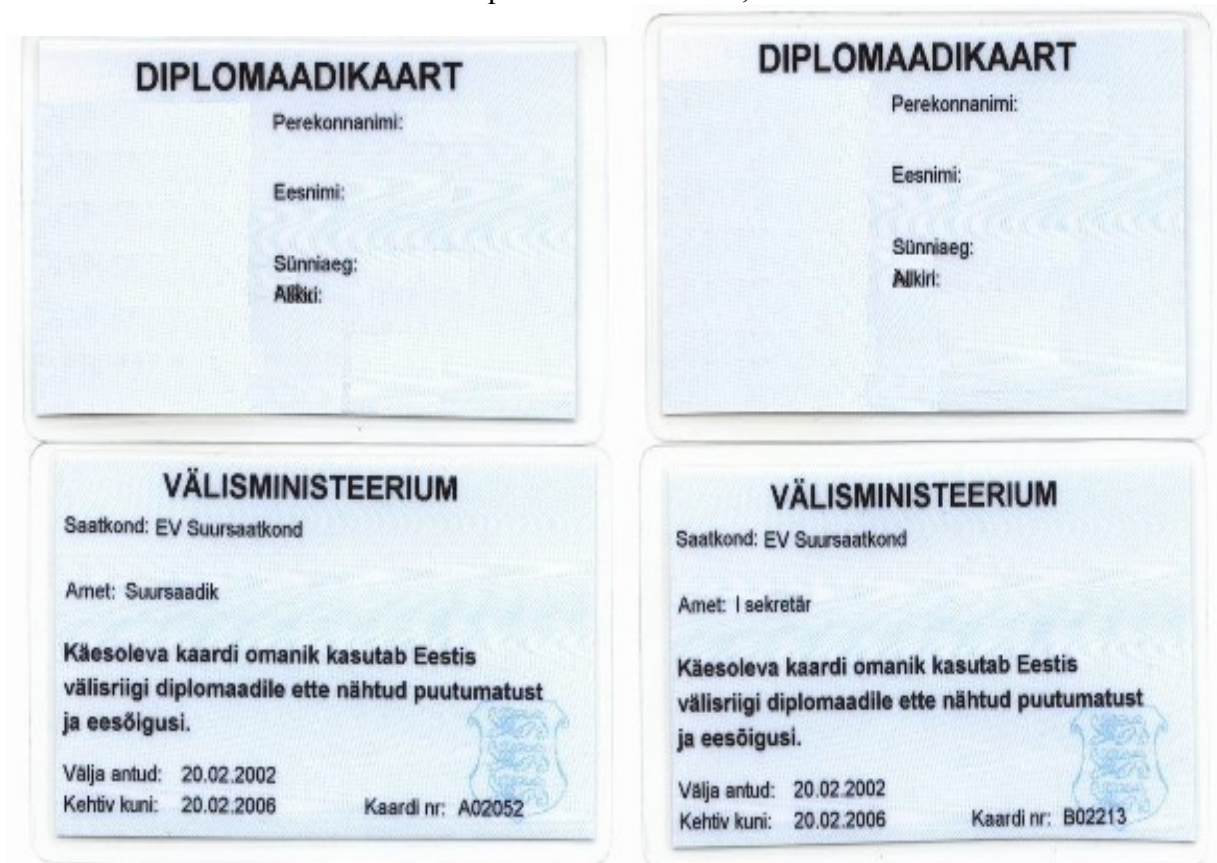 DIPLOMAADIKAART
Perekonnanimi:
Eesnimi:
Sünniaeg:
Allkiri:
DIPLOMAADIKAART
Perekonnanimi:
Eesnimi:
Sünniaeg:
Allkiri:
VÄLISMINISTEERIUM
Saatkond: EV Suursaatkond
Amet: Suursaadik
Käesoleva kaardi omanik kasutab Eestis
välisriigi diplomaadile ette nähtud puutumatust
ja eesõigusi.
Välja antud: 20.02.2002
Kehtiv kuni: 20.02.2006 Kaardi nr: A02052
VÄLISMINISTEERIUM
Saatkond: EV Suursaatkond
Amet: I sekretär
Käesoleva kaardi omanik kasutab Eestis
välisriigi diplomaadile ette nähtud puutumatust
ja eesõigusi.
Välja antud: 20.02.2002
Kehtiv kuni: 20.02.2006 Kaardi nr: B02213